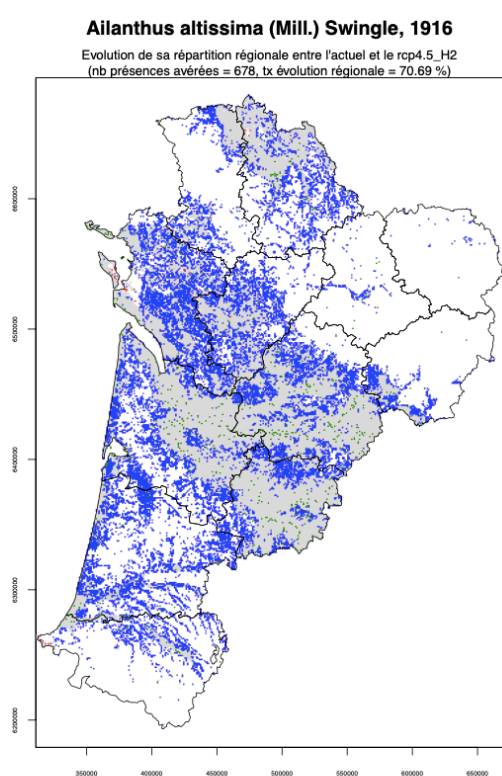 Ailanthus altissima (Mill.) Swingle, 1916
Evolution de sa répartition régionale entre l'actuel et le rcp4.5_H2
(nb présences avérées = 678, tx évolution régionale = 70.69 %)
6600000
6500000
6400000
6300000
6200000
350000 400000 450000 500000 550000 600000 650000